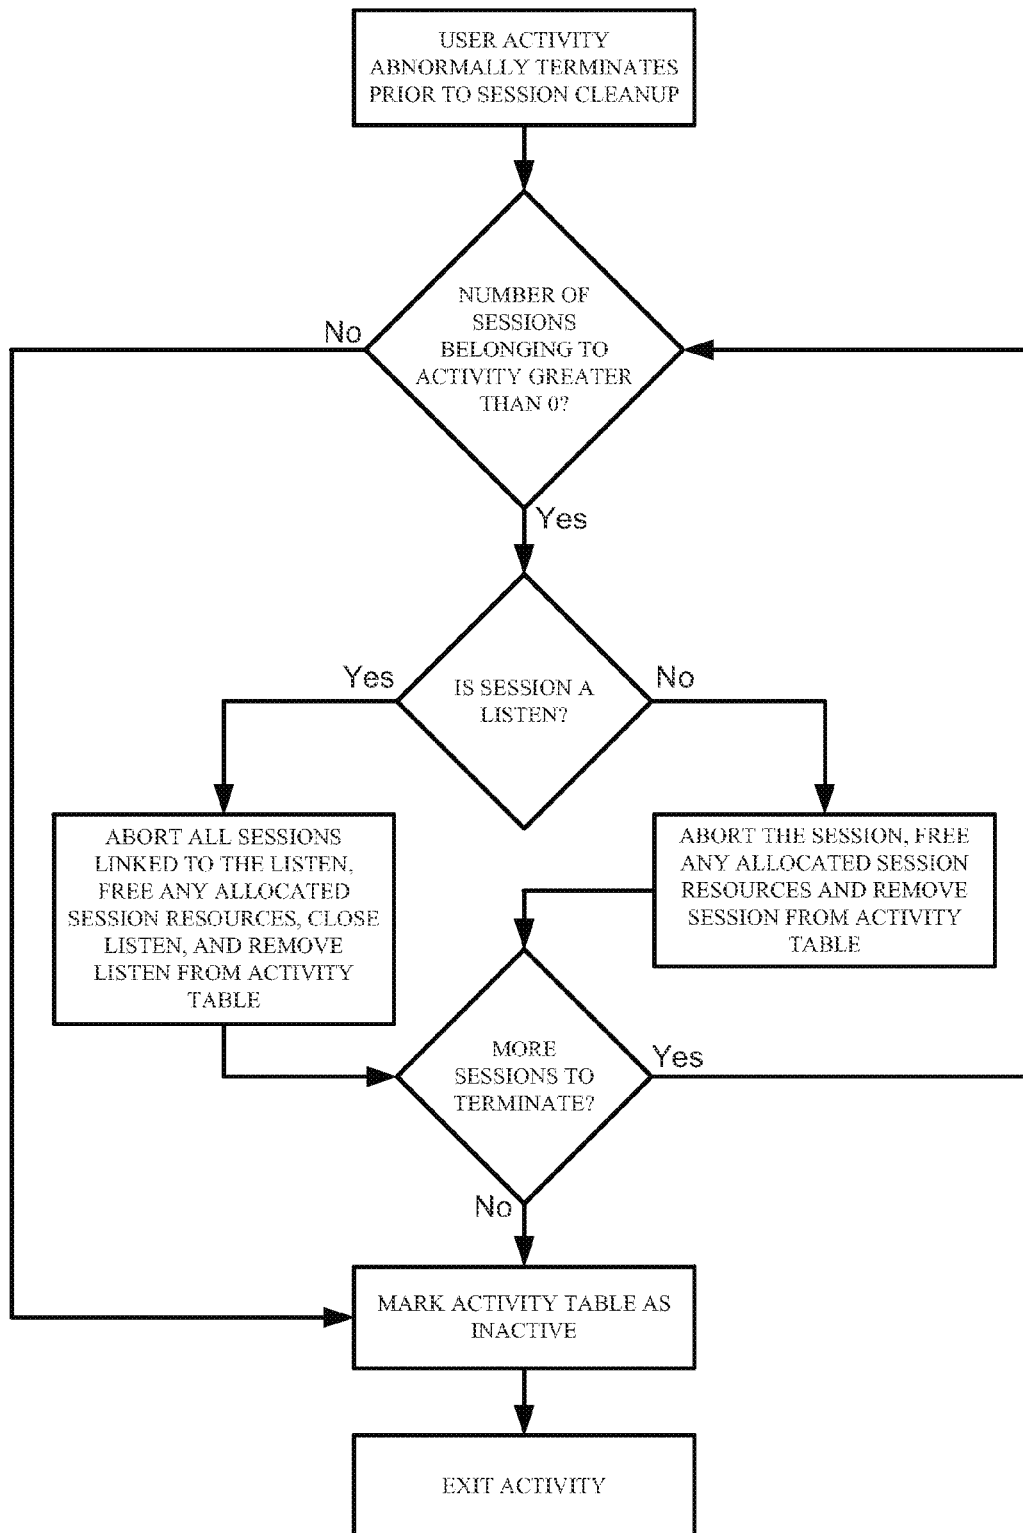 USER ACTIVITY
ABNORMALLY TERMINATES
PRIOR TO SESSION CLEANUP
NUMBER OF
SESSIONS
BELONGING TO
ACTIVITY GREATER
THAN 0?
No
Yes
IS SESSION A
LISTEN?
Yes
No
ABORT ALL SESSIONS
LINKED TO THE LISTEN,
FREE ANY ALLOCATED
SESSION RESOURCES, CLOSE
LISTEN, AND REMOVE
LISTEN FROM ACTIVITY
TABLE
ABORT THE SESSION, FREE
ANY ALLOCATED SESSION
RESOURCES AND REMOVE
SESSION FROM ACTIVITY
TABLE
MORE
SESSIONS TO
TERMINATE?
Yes
No
MARK ACTIVITY TABLE AS
INACTIVE
EXIT ACTIVITY